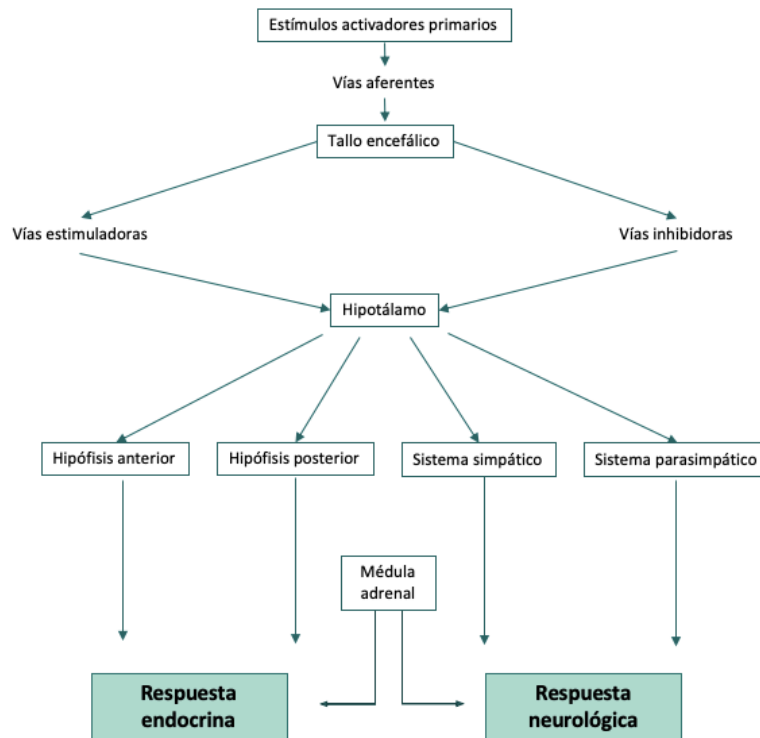 Estímulos activadores primarios
Vías aferentes
Tallo encefálico
Vías estimuladoras
Vías inhibidoras
Hipotálamo
Hipófisis anterior
Hipófisis posterior
Sistema simpático
Sistema parasimpático
Médula
adrenal
Respuesta
endocrina
Respuesta
neurológica